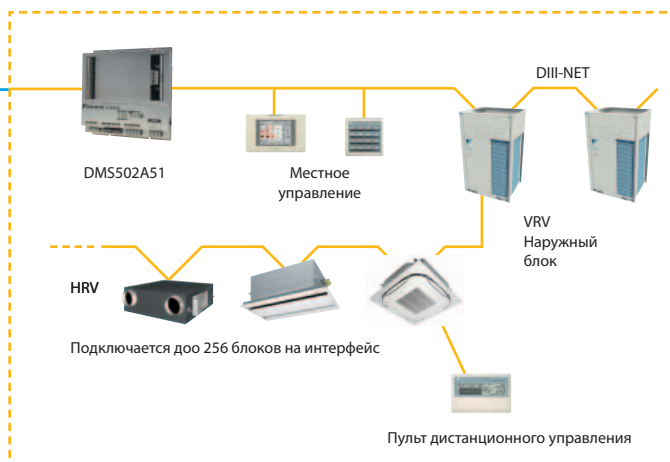 DIII-NET
DMS502A51
Местное
управление
VRV
Наружный
блок
HRV
Подключается доо 256 блоков на интерфейс
Пульт дистанционного управления